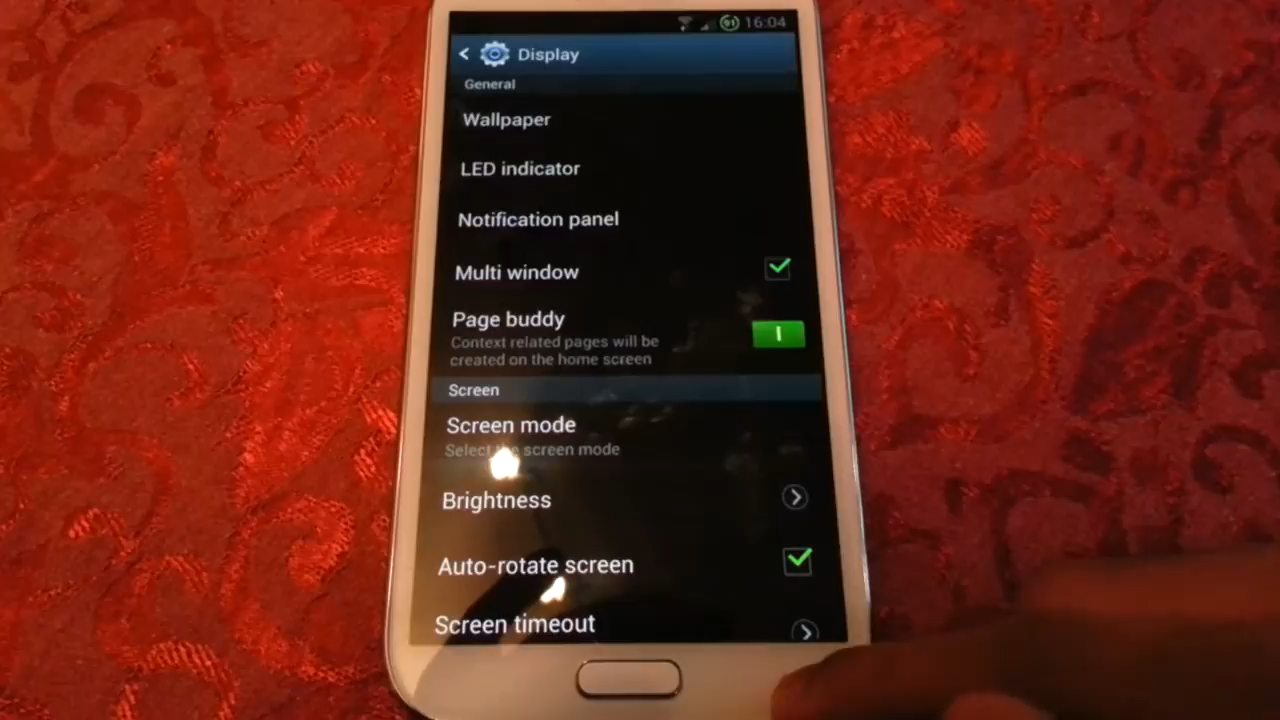 91 16:04
Display
General
Wallpaper
LED indicator
Notification panel
Multi window
Page buddy
Context related pages will be
created on the home screen
Screen
Screen mode
Select the screen mode
Brightness
Auto-rotate screen
Screen timeout